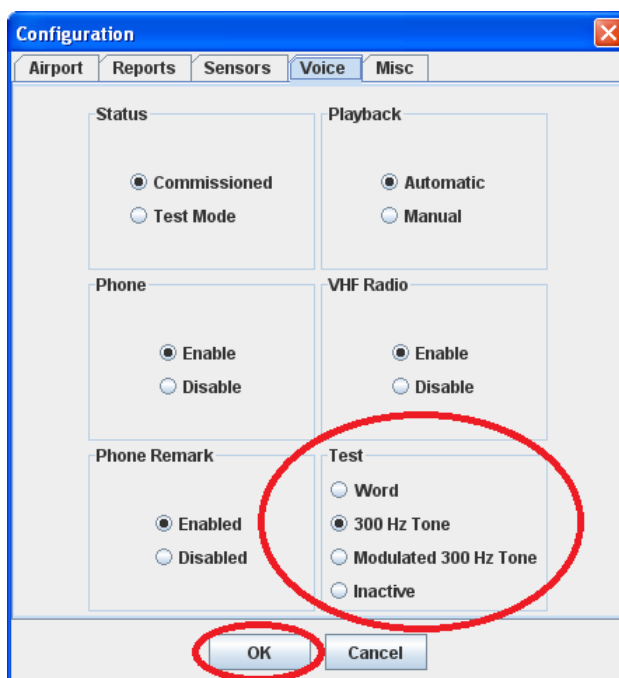 Configuration
Airport Reports Sensors Voice Misc
Status
Commissioned
Test Mode
Playback
Automatic
Manual
Phone
Enable
Disable
VHF Radio
Enable
Disable
Phone Remark
Enabled
Disabled
Test
Word
300 Hz Tone
Modulated 300 Hz Tone
Inactive
OK Cancel